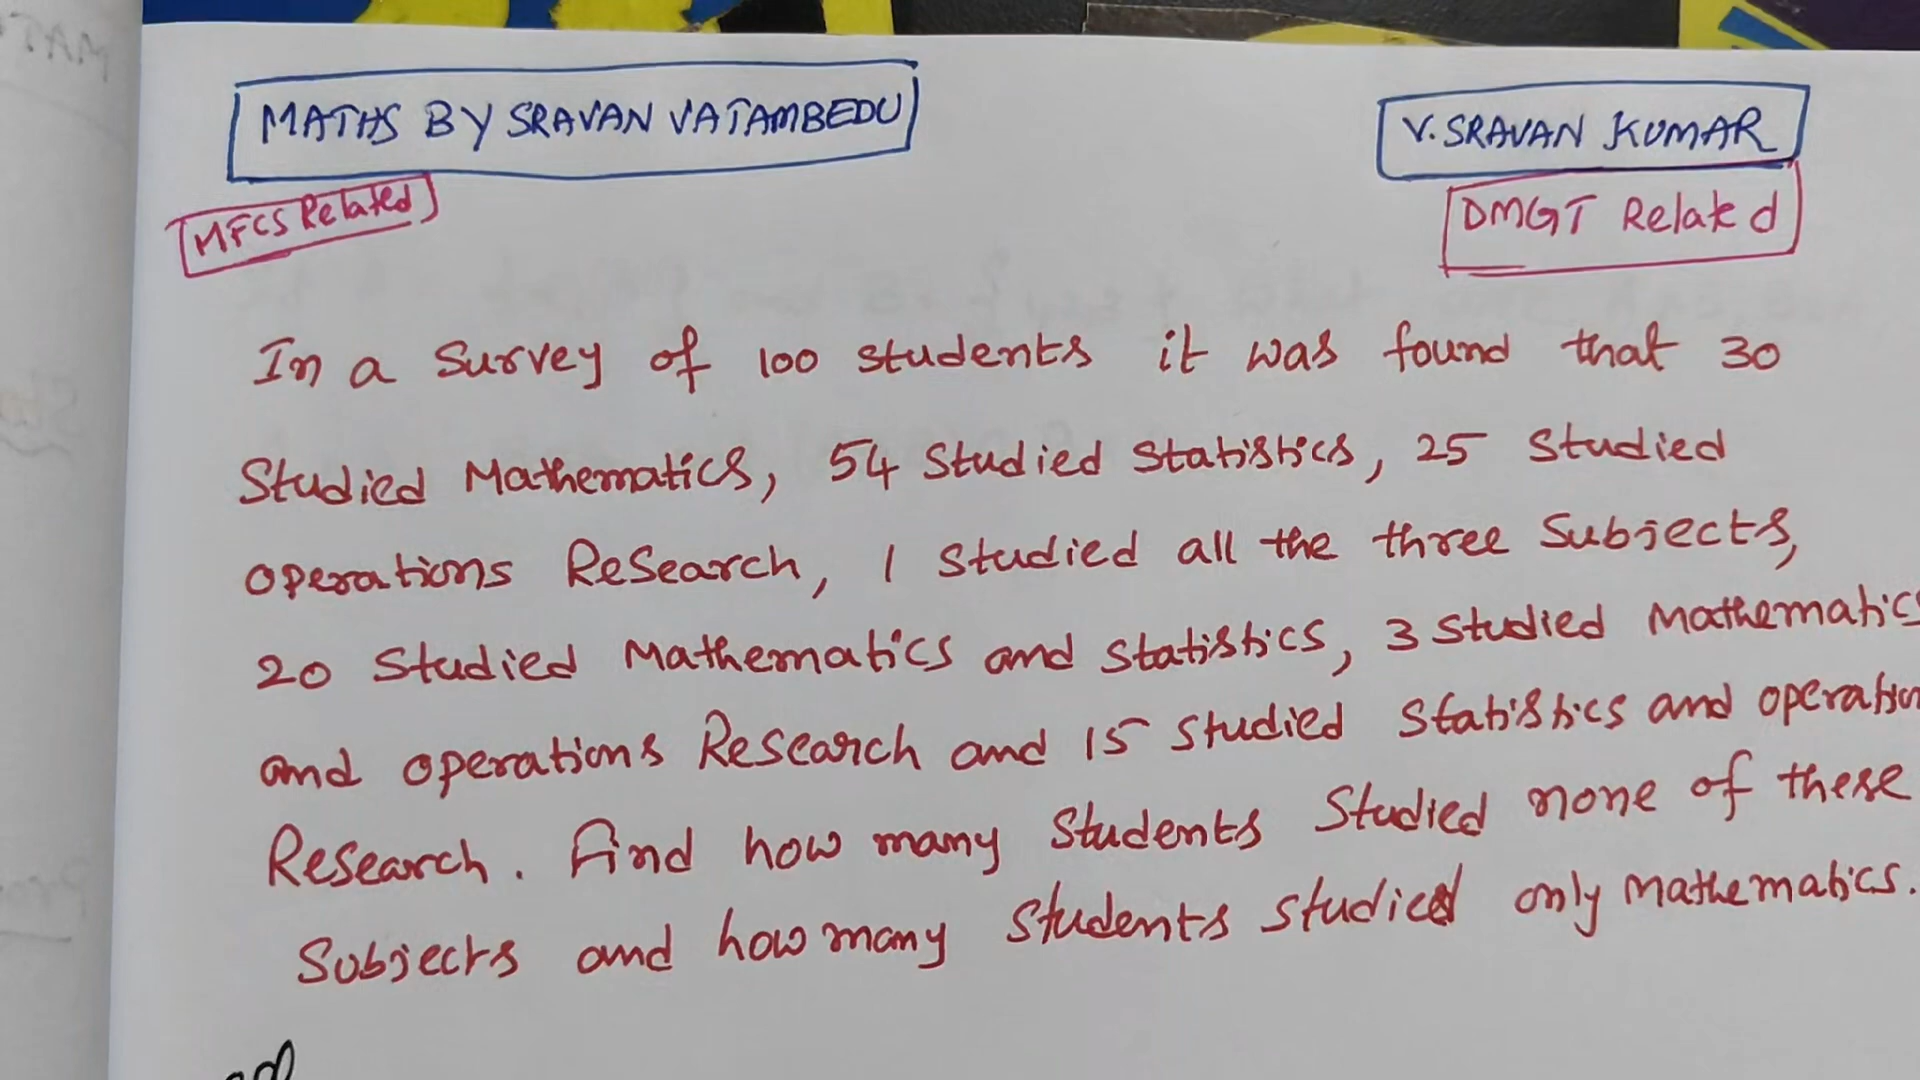 MATHS BY SRAVAN VATAMBEDU
V. SRAVAN KUMAR
MFCS Related
DMGT Related
In a Survey of 100 students it was found that 30
Studied Mathematics, 54 Studied Statistics, 25 Studied
operations Research, 1 studied all the three Subjects,
20 Studied Mathematics and Statistics, 3 Studied Mathematics
and operations Research and 15 Studied Statistics and operation
Research. Find how many Students Studied none of these
Subjects and how many Students Studied only Mathematics.